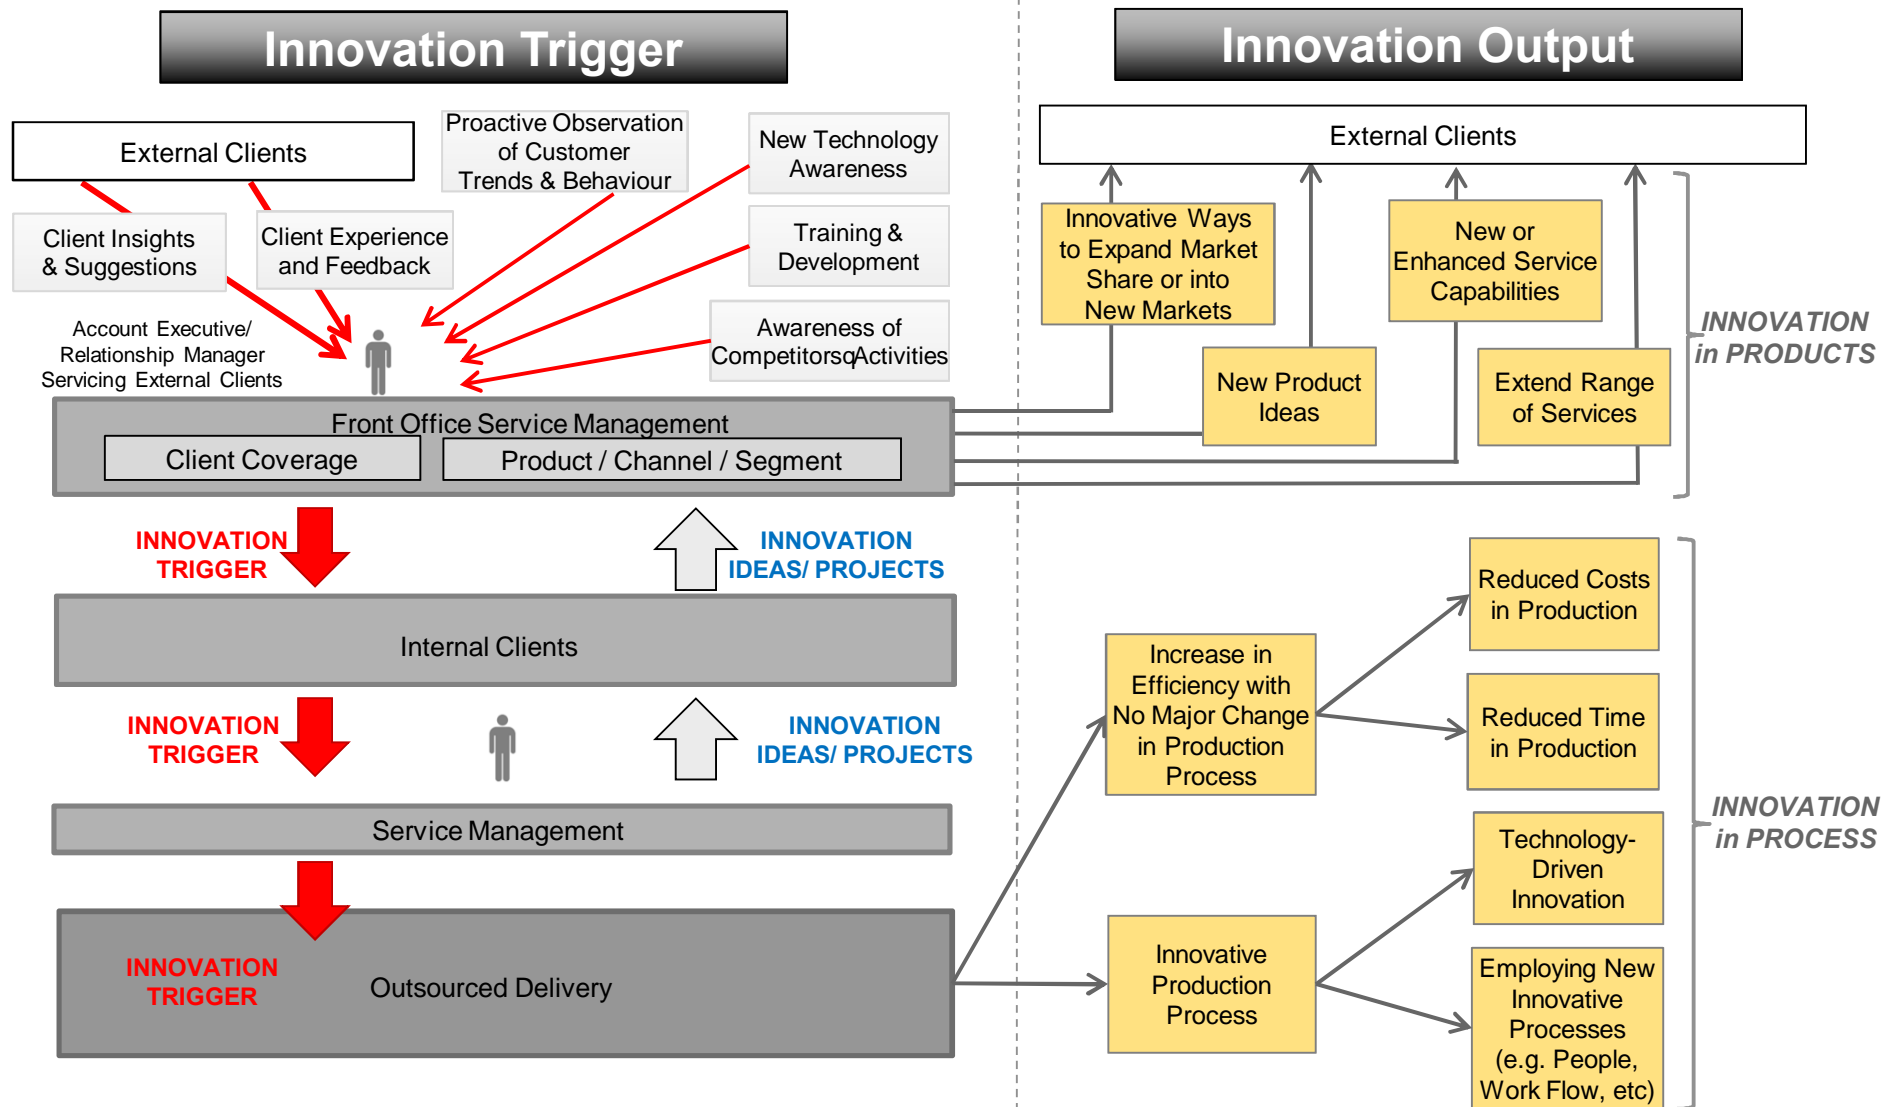 Innovation Trigger
External Clients
Proactive Observation
of Customer
Trends & Behaviour
New Technology
Awareness
Client Insights
& Suggestions
Client Experience
and Feedback
Training &
Development
Account Executive/
Relationship Manager
Servicing External Clients
Awareness of
CompetitorsqActivities
Front Office Service Management
Client Coverage
Product / Channel / Segment
INNOVATION
TRIGGER
INNOVATION
IDEAS/ PROJECTS
Internal Clients
INNOVATION
TRIGGER
INNOVATION
IDEAS/ PROJECTS
Service Management
INNOVATION
TRIGGER
Outsourced Delivery
Innovation Output
External Clients
Innovative Ways
to Expand Market
Share or into
New Markets
New Product
Ideas
New or
Enhanced Service
Capabilities
Extend Range
of Services
INNOVATION
in PRODUCTS
Increase in
Efficiency with
No Major Change
in Production
Process
Reduced Costs
in Production
Reduced Time
in Production
Innovative
Production
Process
Technology-
Driven
Innovation
Employing New
Innovative
Processes
(e.g. People,
Work Flow, etc)
INNOVATION
in PROCESS